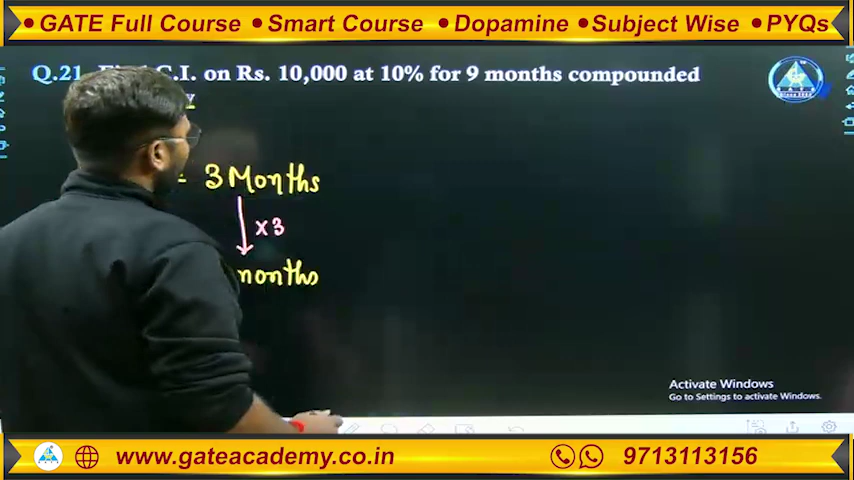 • GATE Full Course • Smart Course • Dopamine • Subject Wise • PYQs
Q.21 C.I. on Rs. 10,000 at 10% for 9 months compounded
= 3 Months
x 3
months
Activate Windows
Go to Settings to activate Windows.
www.gateacademy.co.in 9713113156